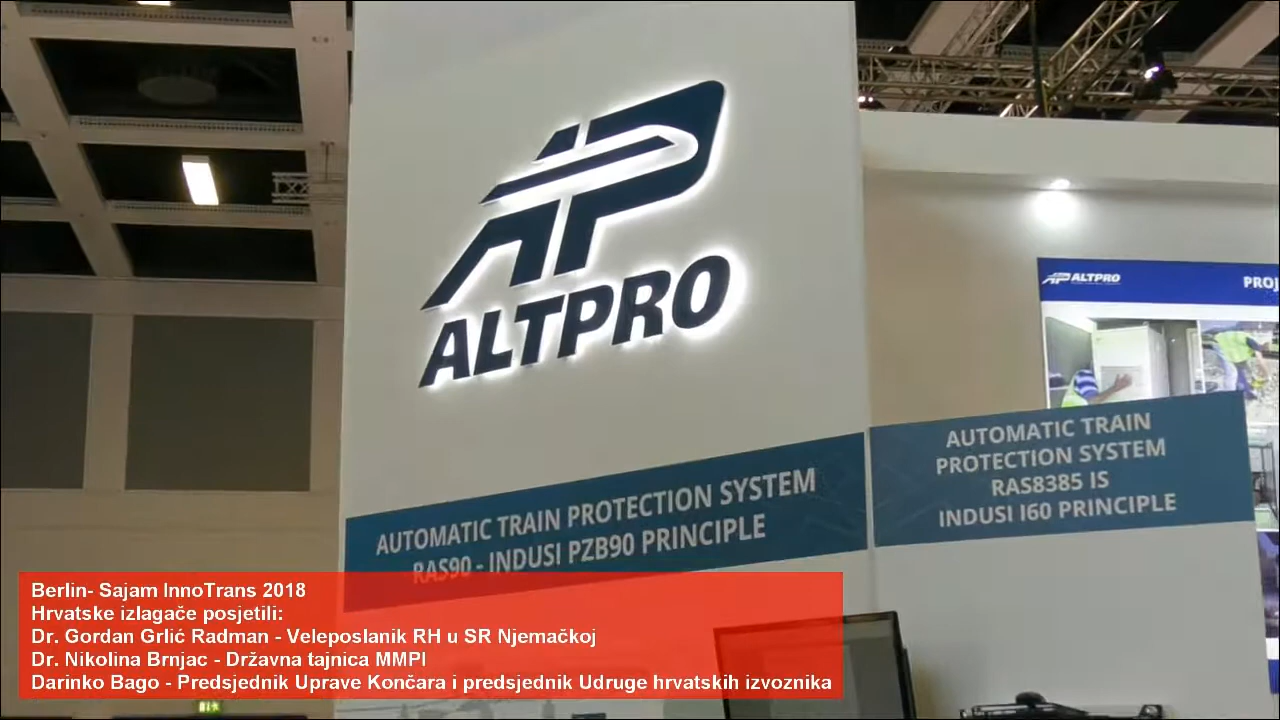 AP
ALTPRO
AUTOMATIC TRAIN PROTECTION SYSTEM
RAS90 - INDUSI PZB90 PRINCIPLE
ALTPRO
PROJ
AUTOMATIC TRAIN
PROTECTION SYSTEM
RAS8385 IS
INDUSI I60 PRINCIPLE
Berlin- Sajam InnoTrans 2018
Hrvatske izlagače posjetili:
Dr. Gordan Grlić Radman - Veleposlanik RH u SR Njemačkoj
Dr. Nikolina Brnjac - Državna tajnica MMPI
Darinko Bago - Predsjednik Uprave Končara i predsjednik Udruge hrvatskih izvoznika